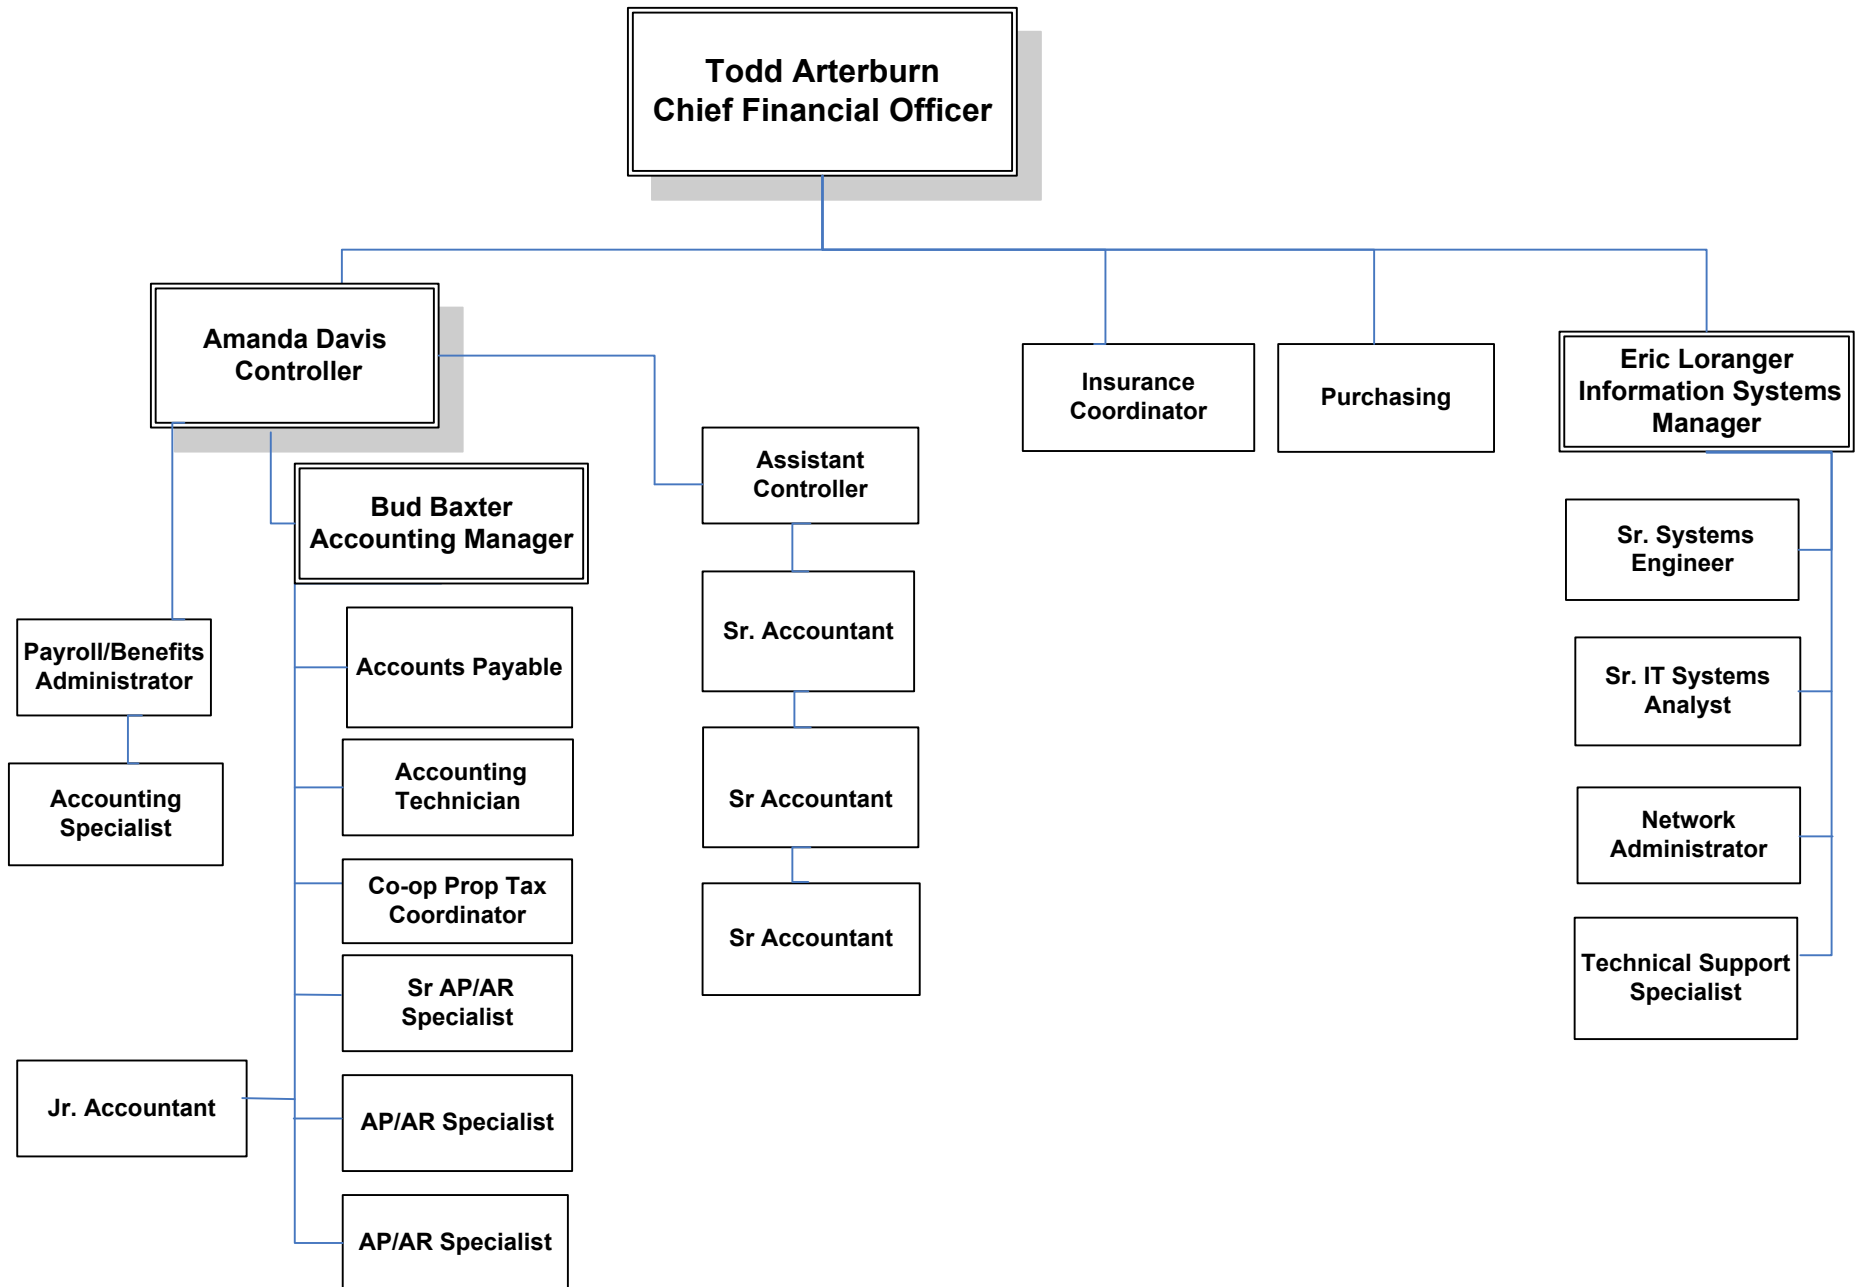 Todd Arterburn
Chief Financial Officer
Amanda Davis
Controller
Insurance
Coordinator
Purchasing
Eric Loranger
Information Systems
Manager
Bud Baxter
Accounting Manager
Assistant
Controller
Payroll/Benefits
Administrator
Accounting
Specialist
Jr. Accountant
Accounts Payable
Accounting
Technician
Co-op Prop Tax
Coordinator
Sr AP/AR
Specialist
AP/AR Specialist
AP/AR Specialist
Sr. Accountant
Sr Accountant
Sr Accountant
Sr. Systems
Engineer
Sr. IT Systems
Analyst
Network
Administrator
Technical Support
Specialist